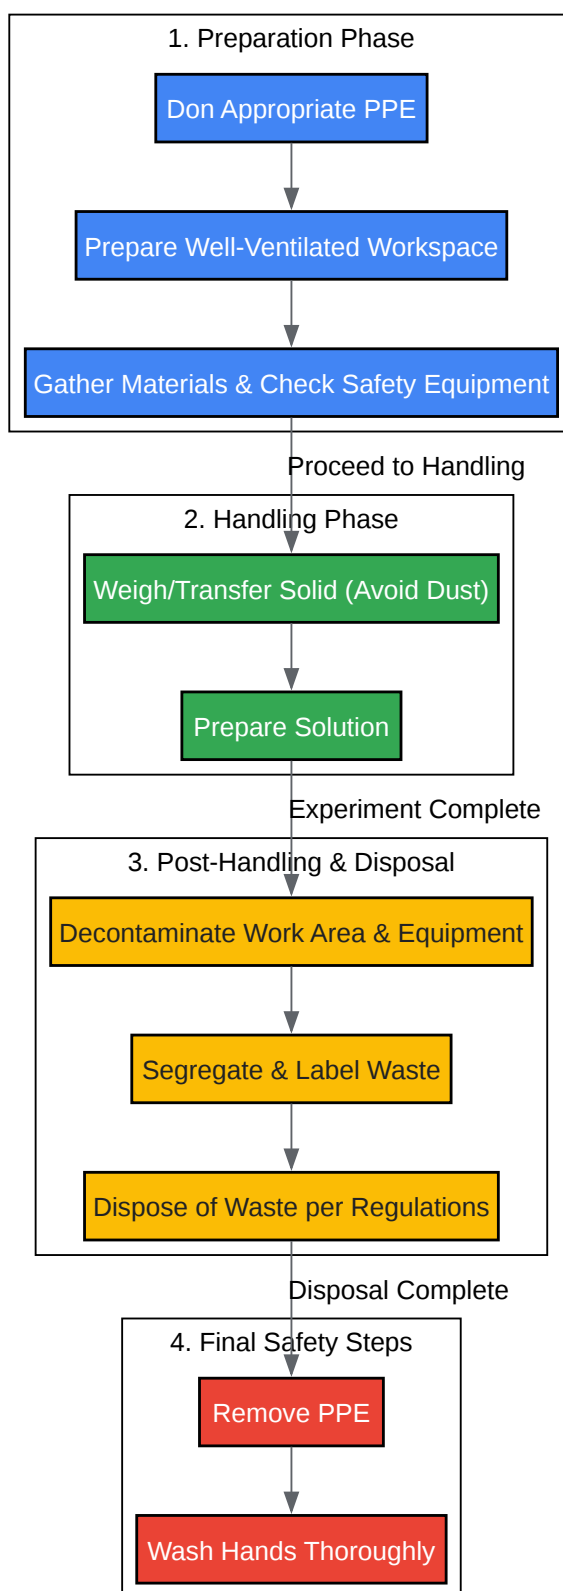 1. Preparation Phase
Don Appropriate PPE
Prepare Well-Ventilated Workspace
Gather Materials & Check Safety Equipment
Proceed to Handling
2. Handling Phase
Weigh/Transfer Solid (Avoid Dust)
Prepare Solution
Experiment Complete
3. Post-Handling & Disposal
Decontaminate Work Area & Equipment
Segregate & Label Waste
Dispose of Waste per Regulations
Disposal Complete
4. Final Safety Steps
Remove PPE
Wash Hands Thoroughly